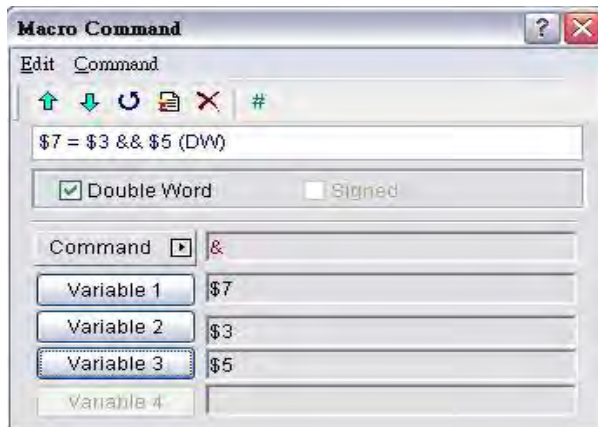 Macro Command
Edit Command
#
$7 = $3 && $5 (DW)
Double Word Signed
Command &
Variable 1 $7
Variable 2 $3
Variable 3 $5
Variable 4